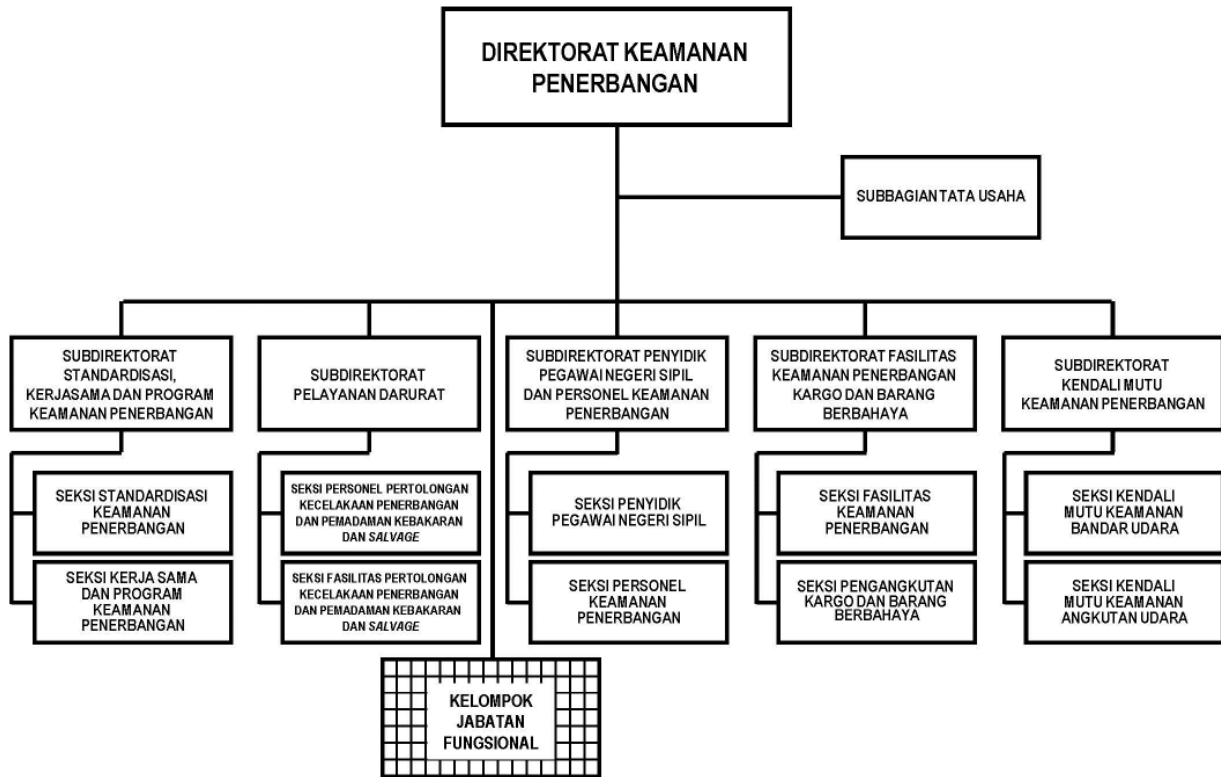 DIREKTORAT KEAMANAN
PENERBANGAN
SUBBAGIAN TATA USAHA
SUBDIREKTORAT
STANDARDISASI,
KERJASAMA DAN PROGRAM
KEAMANAN PENERBANGAN
SUBDIREKTORAT
PELAYANAN DARURAT
SUBDIREKTORAT PENYIDIK
PEGAWAI NEGERI SIPIL
DAN PERSONEL KEAMANAN
PENERBANGAN
SUBDIREKTORAT FASILITAS
KEAMANAN PENERBANGAN
KARGO DAN BARANG
BERBAHAYA
SUBDIREKTORAT
KENDALI MUTU
KEAMANAN PENERBANGAN
SEKSI STANDARDISASI
KEAMANAN
PENERBANGAN
SEKSI PERSONEL PERTOLONGAN
KECELAKAAN PENERBANGAN
DAN PEMADAMAN KEBAKARAN
DAN SALVAGE
SEKSI PENYIDIK
PEGAWAI NEGERI SIPIL
SEKSI FASILITAS
KEAMANAN
PENERBANGAN
SEKSI KENDALI
MUTU KEAMANAN
BANDAR UDARA
SEKSI KERJA SAMA
DAN PROGRAM
KEAMANAN
PENERBANGAN
SEKSI FASILITAS PERTOLONGAN
KECELAKAAN PENERBANGAN
DAN PEMADAMAN KEBAKARAN
DAN SALVAGE
SEKSI PERSONEL
KEAMANAN
PENERBANGAN
SEKSI PENGANGKUTAN
KARGO DAN BARANG
BERBAHAYA
SEKSI KENDALI
MUTU KEAMANAN
ANGKUTAN UDARA
KELOMPOK
JABATAN
FUNGSIONAL